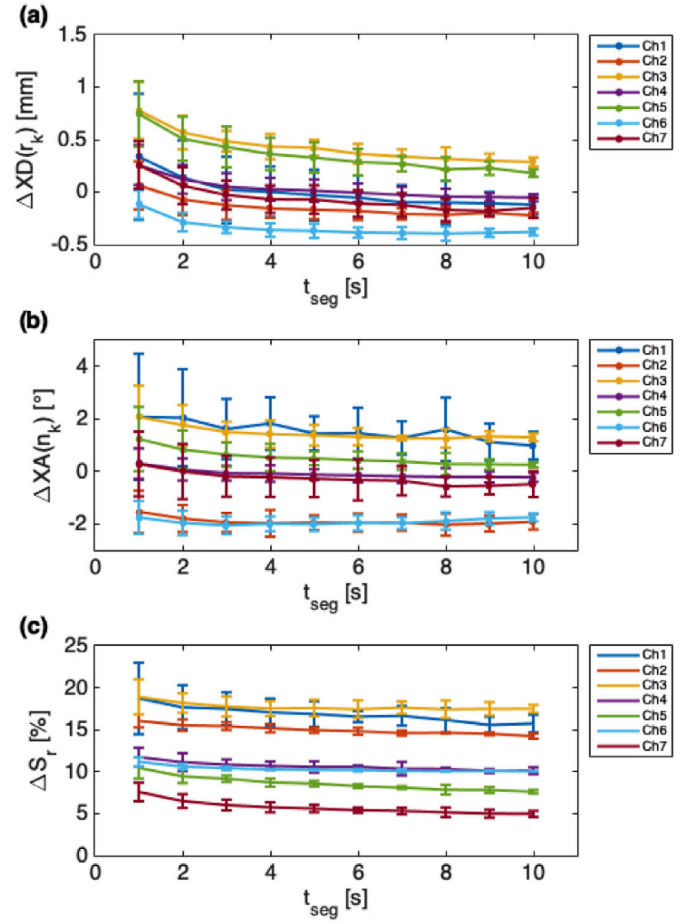 (a)
1.5
1
0.5
0
-0.5
ΔXD(r_k) [mm]
0 2 4 6 8 10
t_seg [s]
Ch1
Ch2
Ch3
Ch4
Ch5
Ch6
Ch7
(b)
4
2
0
-2
ΔXA(n_k) [°]
0 2 4 6 8 10
t_seg [s]
Ch1
Ch2
Ch3
Ch4
Ch5
Ch6
Ch7
(c)
25
20
15
10
5
0
ΔS_r [%]
0 2 4 6 8 10
t_seg [s]
Ch1
Ch2
Ch3
Ch4
Ch5
Ch6
Ch7